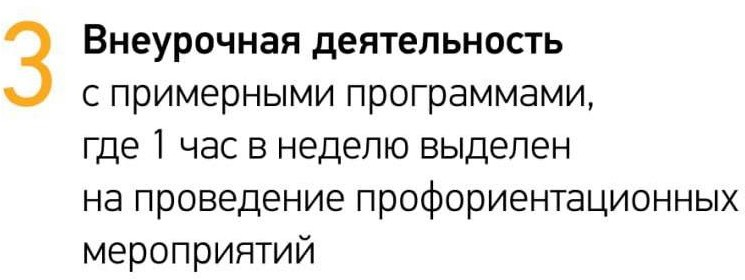 3
Внеурочная деятельность
с примерными программами,
где 1 час в неделю выделен
на проведение профориентационных
мероприятий